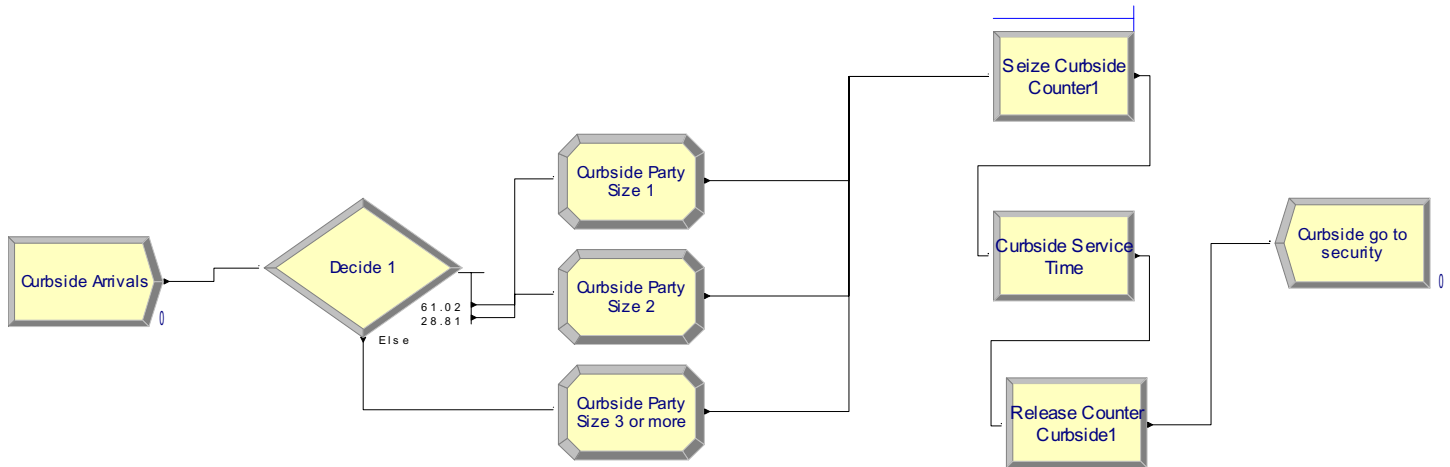 Curbside Arrivals
0
Decide 1
61.02
28.81
Else
Curbside Party
Size 1
Curbside Party
Size 2
Curbside Party
Size 3 or more
Seize Curbside
Counter1
Curbside Service
Time
Release Counter
Curbside1
Curbside go to
security
0